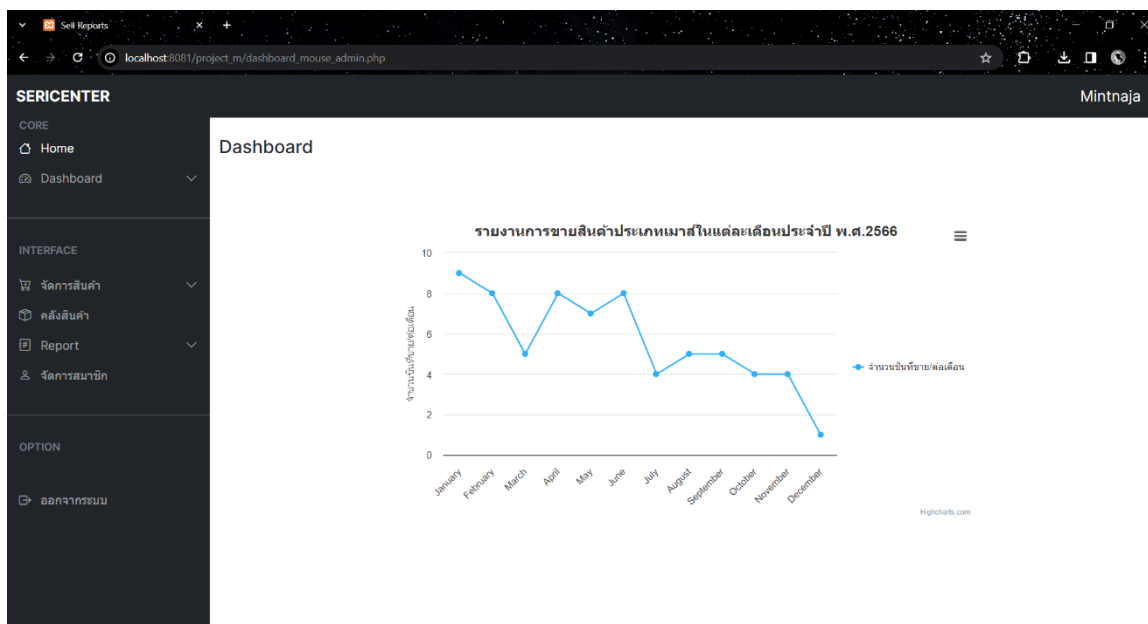 Sell Reports
localhost:8081/project_m/dashboard_mouse_admin.php
SERICENTER
Mintnaja
CORE
Home
Dashboard
INTERFACE
จัดการสินค้า
คลังสินค้า
Report
จัดการสมาชิก
OPTION
ออกจากระบบ
Dashboard
รายงานการขายสินค้าประเภทเมาส์ในแต่ละเดือนประจำปี พ.ศ.2566
จำนวนชิ้นที่ขาย/ต่อเดือน
10
8
6
4
2
0
January
February
March
April
May
June
July
August
September
October
November
December
จำนวนชิ้นที่ขาย/ต่อเดือน
Highcharts.com